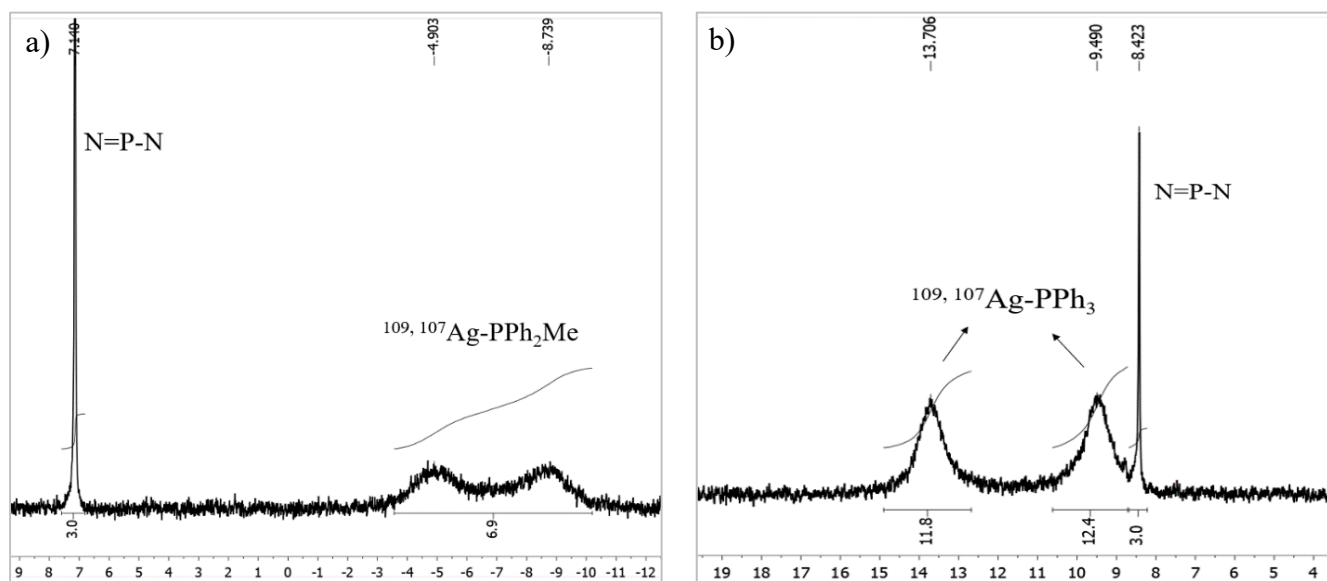 a)
7.140
-4.903
-8.739
N=P-N
109, 107Ag-PPh2Me
3.0
6.9
9 8 7 6 5 4 3 2 1 0 -1 -2 -3 -4 -5 -6 -7 -8 -9 -10 -11 -12
b)
13.706
9.490
8.423
N=P-N
109, 107Ag-PPh3
11.8
12.4
3.0
19 18 17 16 15 14 13 12 11 10 9 8 7 6 5 4